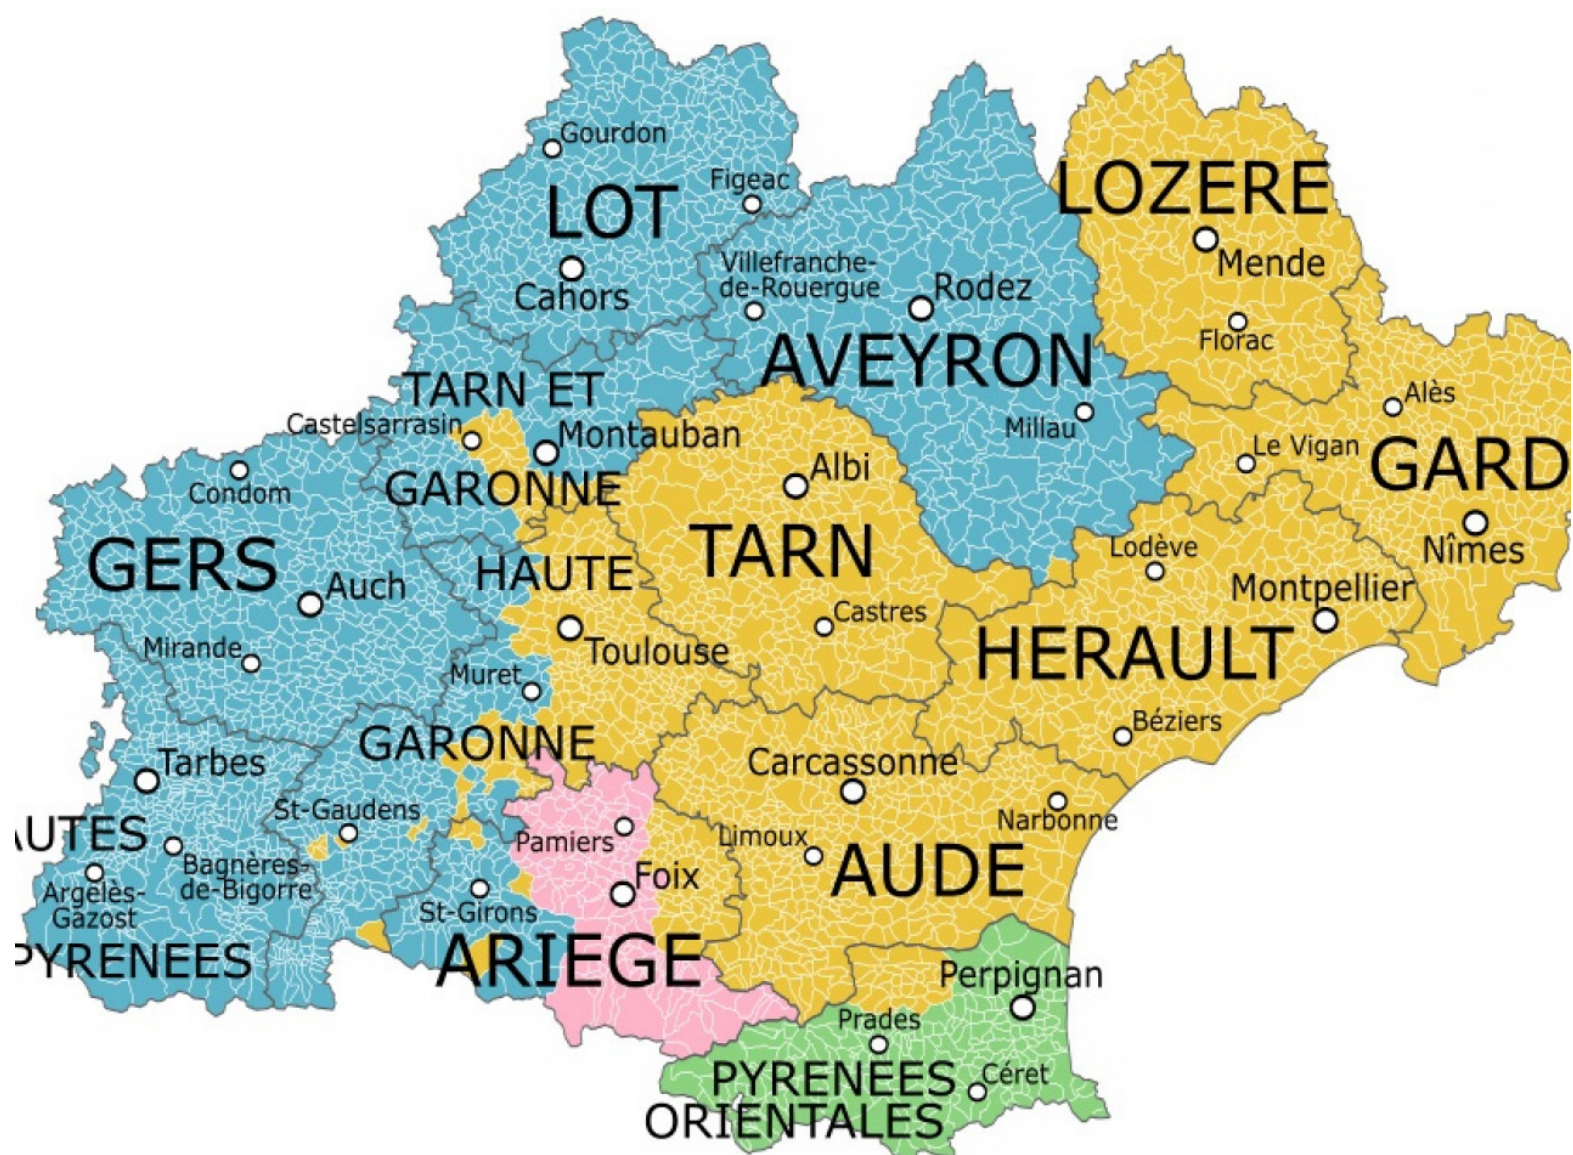 Gourdon
Figeac
LOT
LOZERE
Cahors
Villefranche-
de-Rouergue
Rodez
Mende
Florac
AVEYRON
TARN ET
Castelsarrasin
Montauban
GARONNE
Millau
Alès
Le Vigan
GARD
Nîmes
Condom
Albi
TARN
GERS
Auch
HAUTE
Lodève
Montpellier
Castres
Toulouse
Mirande
Muret
HERAULT
GARONNE
Béziers
Tarbes
Carcassonne
St-Gaudens
Narbonne
Pamiers
Limoux
AUTES
Bagnères-
de-Bigorre
Argelès-
Gazost
Foix
AUDE
St-Girons
PYRENEES
ARIEGE
Perpignan
Prades
PYRENEES
Céret
ORIENTALES